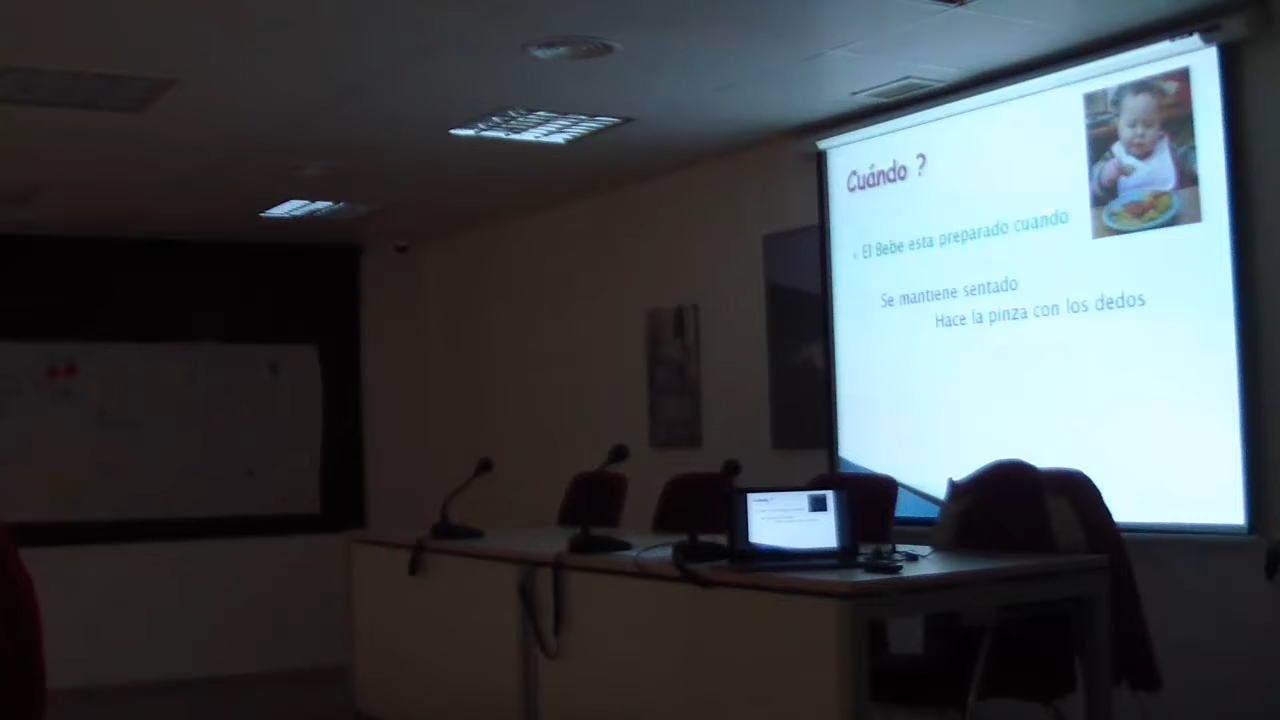 Cuándo ?
El Bebe esta preparado cuando
Se mantiene sentado
Hace la pinza con los dedos